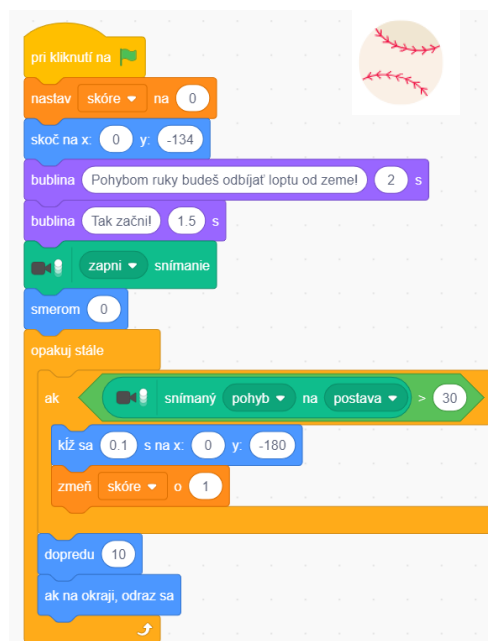 pri kliknutí na
nastav skóre na 0
skoč na x: 0 y: -134
bublina Pohybom ruky budeš odbíjať loptu od zeme! 2 s
bublina Tak začni! 1.5 s
zapni snímanie
smerom 0
opakuj stále
ak snímaný pohyb na postava > 30
kĺž sa 0.1 s na x: 0 y: -180
zmeň skóre o 1
dopredu 10
ak na okraji, odraz sa